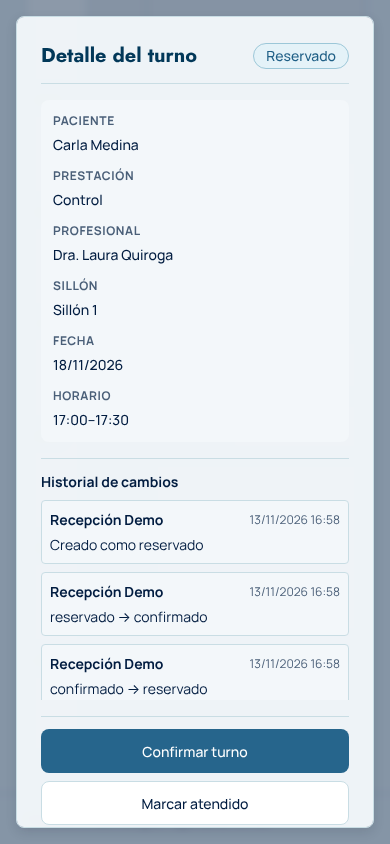 Detalle del turno
Reservado
PACIENTE
Carla Medina
PRESTACIÓN
Control
PROFESIONAL
Dra. Laura Quiroga
SILLÓN
Sillón 1
FECHA
18/11/2026
HORARIO
17:00–17:30
Historial de cambios
Recepción Demo 13/11/2026 16:58
Creado como reservado
Recepción Demo 13/11/2026 16:58
reservado → confirmado
Recepción Demo 13/11/2026 16:58
confirmado → reservado
Confirmar turno
Marcar atendido